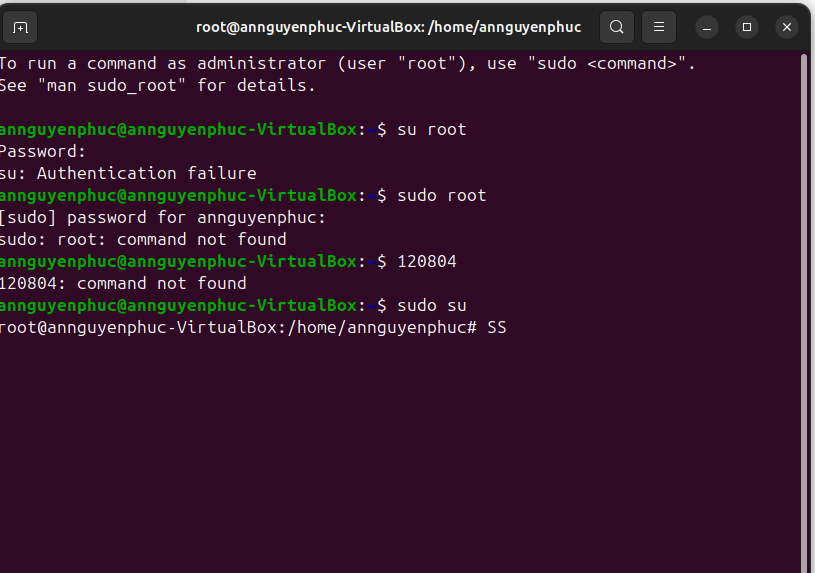 root@annguyenphuc-VirtualBox: /home/annguyenphuc
To run a command as administrator (user "root"), use "sudo <command>".
See "man sudo_root" for details.
annguyenphuc@annguyenphuc-VirtualBox:~$ su root
Password:
su: Authentication failure
annguyenphuc@annguyenphuc-VirtualBox:~$ sudo root
[sudo] password for annguyenphuc:
sudo: root: command not found
annguyenphuc@annguyenphuc-VirtualBox:~$ 120804
120804: command not found
annguyenphuc@annguyenphuc-VirtualBox:~$ sudo su
root@annguyenphuc-VirtualBox:/home/annguyenphuc# SS